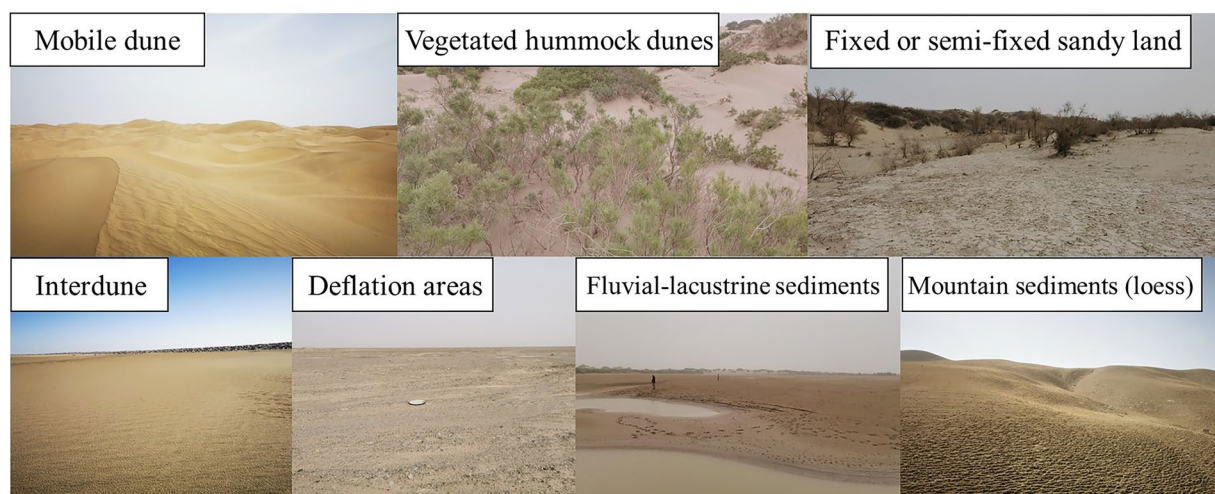 Mobile dune
Vegetated hummock dunes
Fixed or semi-fixed sandy land
Interdune
Deflation areas
Fluvial-lacustrine sediments
Mountain sediments (loess)